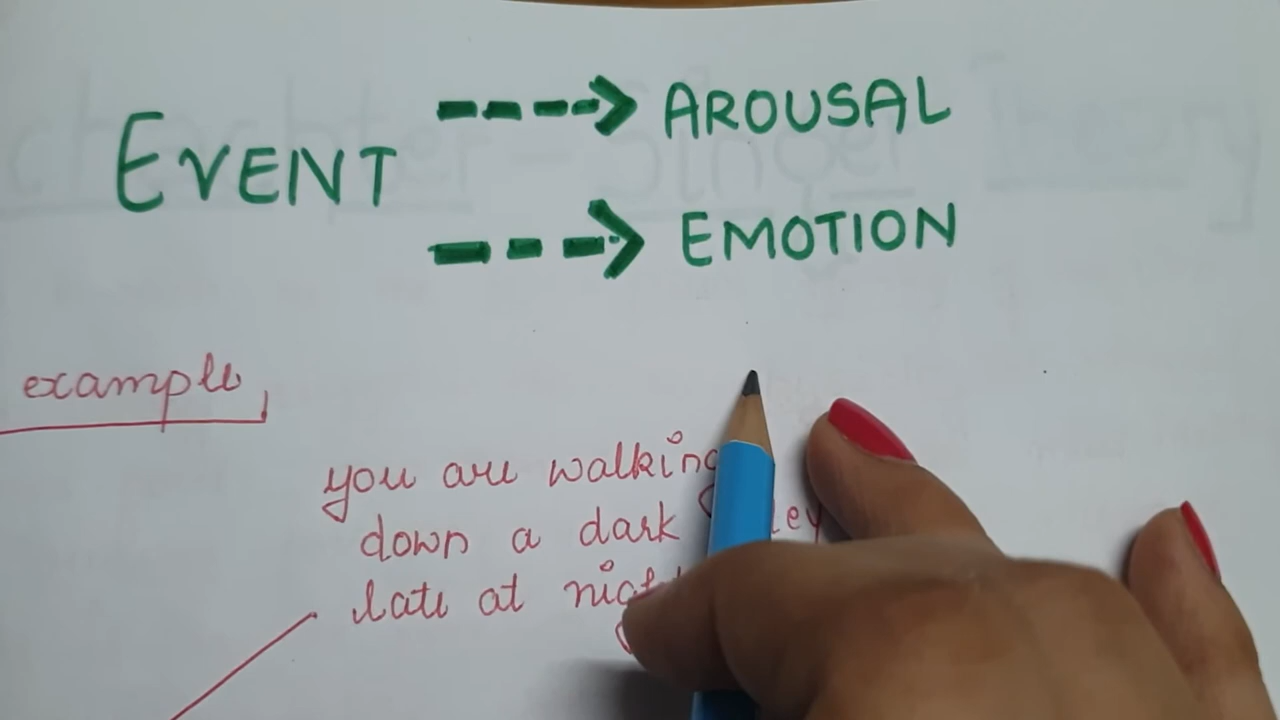 EVENT
AROUSAL
EMOTION
example
you are walking
down a dark
late at